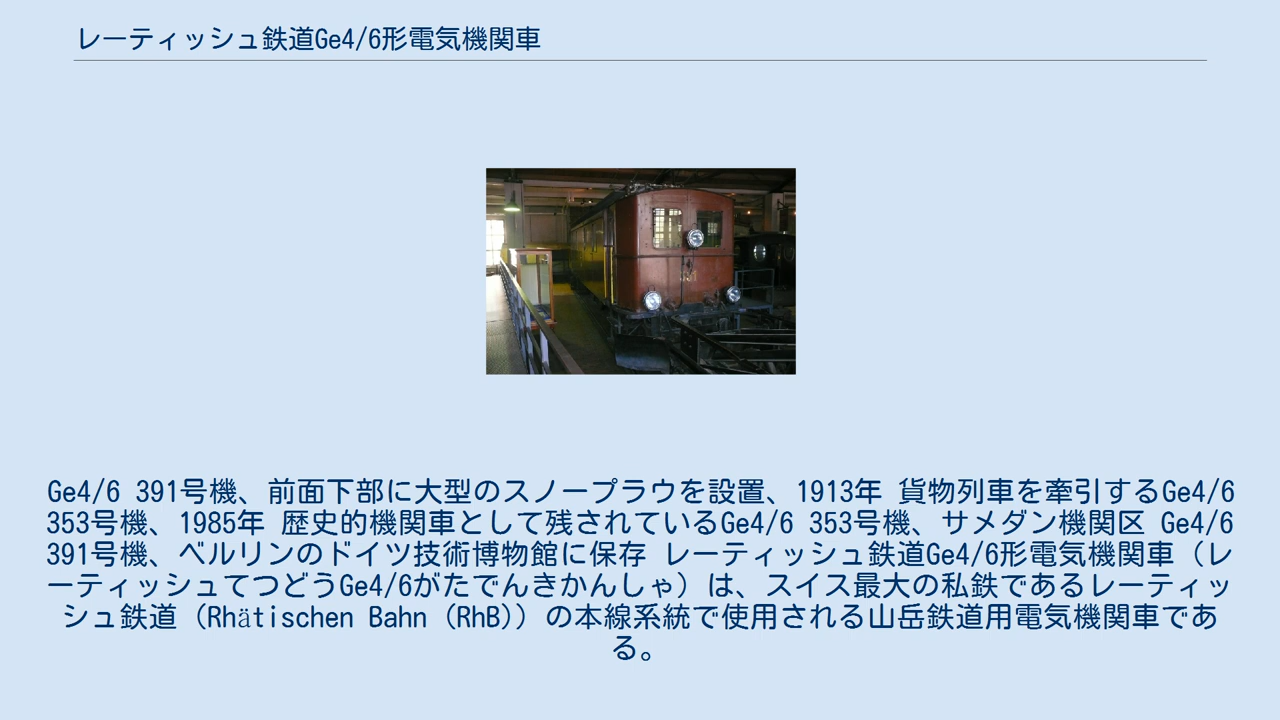 レーティッシュ鉄道Ge4/6形電気機関車
Ge4/6 391号機、前面下部に大型のスノープラウを設置、1913年 貨物列車を牽引するGe4/6
353号機、1985年 歴史的機関車として残されているGe4/6 353号機、サメダン機関区 Ge4/6
391号機、ベルリンのドイツ技術博物館に保存 レーティッシュ鉄道Ge4/6形電気機関車（レ
ーティッシュてつどうGe4/6がたでんきかんしゃ）は、スイス最大の私鉄であるレーティッ
シュ鉄道（Rhätischen Bahn（RhB））の本線系統で使用される山岳鉄道用電気機関車であ
る。